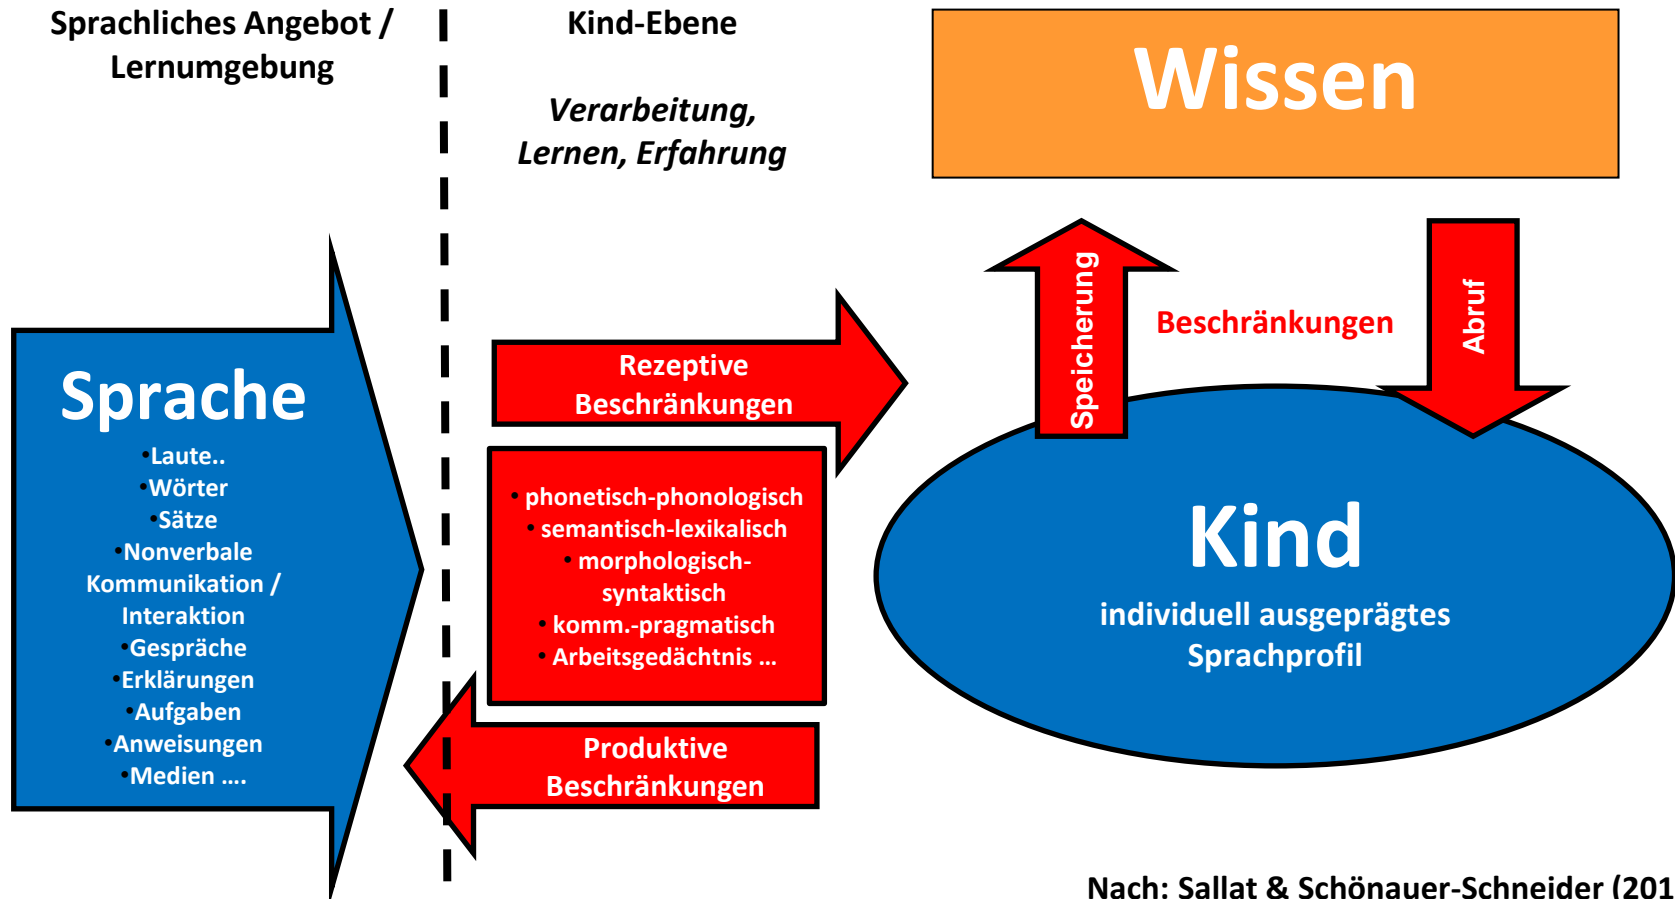 Sprachliches Angebot /
Lernumgebung
Kind-Ebene
Verarbeitung,
Lernen, Erfahrung
Wissen
Sprache
•Laute..
•Wörter
•Sätze
•Nonverbale
Kommunikation /
Interaktion
•Gespräche
•Erklärungen
•Aufgaben
•Anweisungen
•Medien ....
Rezeptive
Beschränkungen
• phonetisch-phonologisch
• semantisch-lexikalisch
• morphologisch-
syntaktisch
• komm.-pragmatisch
• Arbeitsgedächtnis ...
Produktive
Beschränkungen
Speicherung
Beschränkungen
Abruf
Kind
individuell ausgeprägtes
Sprachprofil
Nach: Sallat & Schönauer-Schneider (201